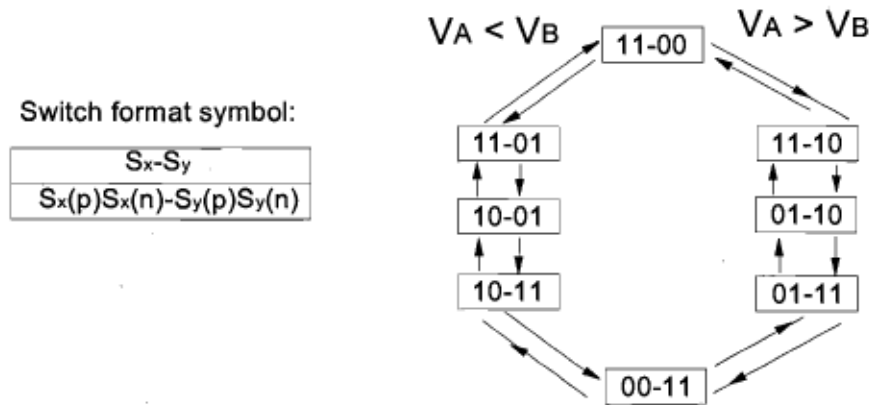 VA < VB
VA > VB
11-00
Switch format symbol:
Sx-Sy
Sx(p)Sx(n)-Sy(p)Sy(n)
11-01
11-10
10-01
01-10
10-11
01-11
00-11